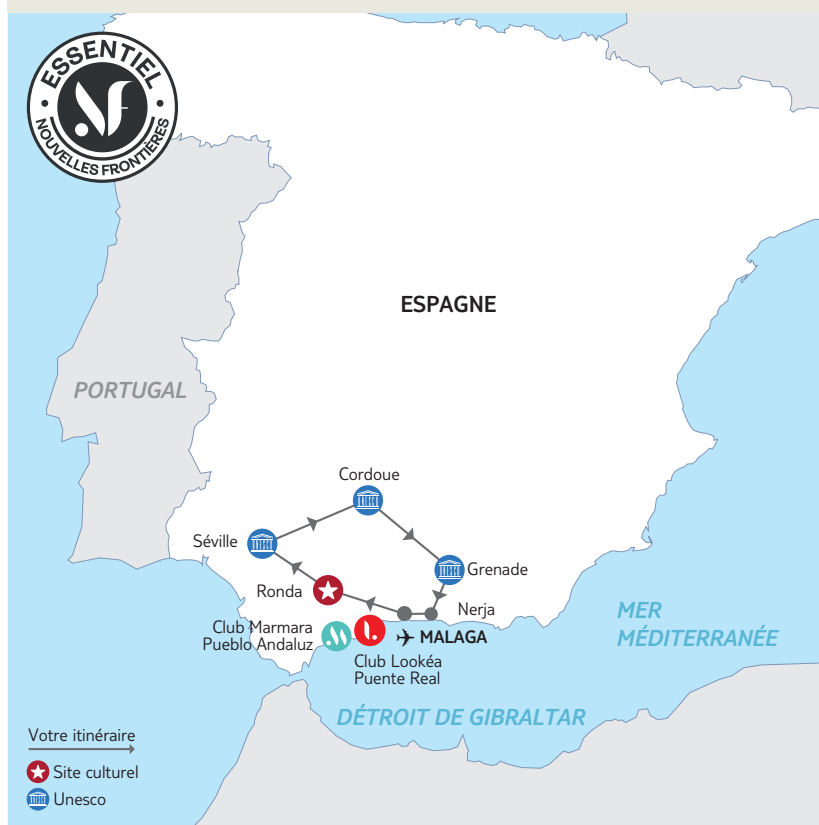 ESSENTIEL
NOUVELLES FRONTIÈRES
ESPAGNE
PORTUGAL
Cordoue
Séville
Grenade
Ronda
Nerja
Club Marmara
Pueblo Andaluz
MALAGA
Club Lookéa
Puente Real
MER
MÉDITERRANÉE
DÉTROIT DE GIBRALTAR
Votre itinéraire
Site culturel
Unesco